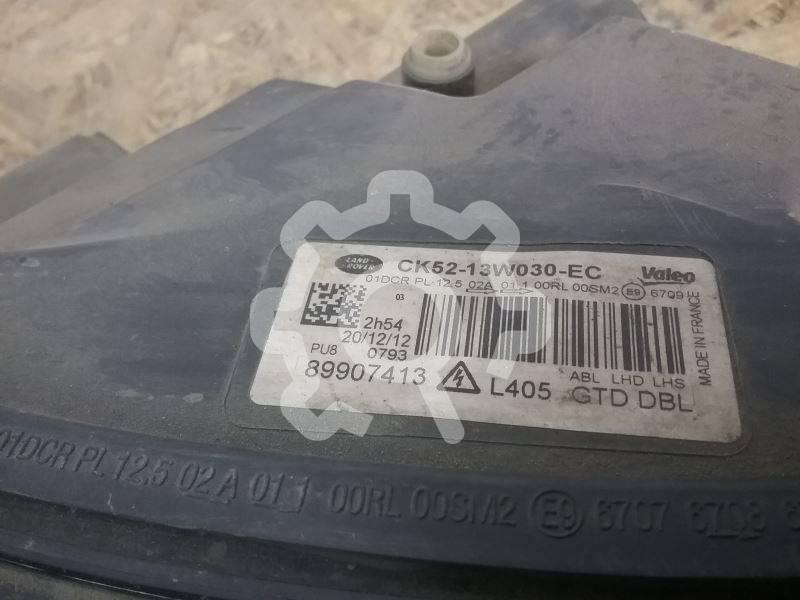 LAND ROVER
CK52-13W030-EC Valeo
01DCR PL 12.5 02A 01 1 00RL 00SM2 E9 6709
03
2h54
20/12/12
PU8 0793
ABL LHD LHS
89907413 L405 GTD DBL
MADE IN FRANCE
01DCR PL 12,5 02A 01 1 00RL 00SM2 E9 6707 6708